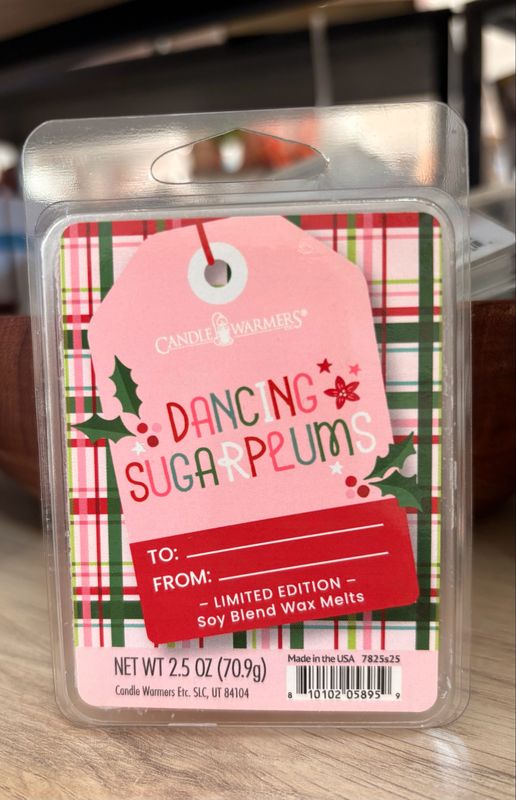 CANDLE WARMERS®
DANCING
SUGARPLUMS
TO:
FROM:
– LIMITED EDITION –
Soy Blend Wax Melts
NET WT 2.5 OZ (70.9g)
Candle Warmers Etc. SLC, UT 84104
Made in the USA 7825s25
8 10102 05895 9